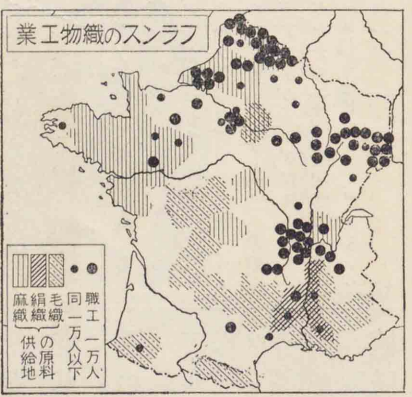 フランスの織物工業
職工一万人
同一万人以下
毛織
絹織
麻織
の原料
供給地